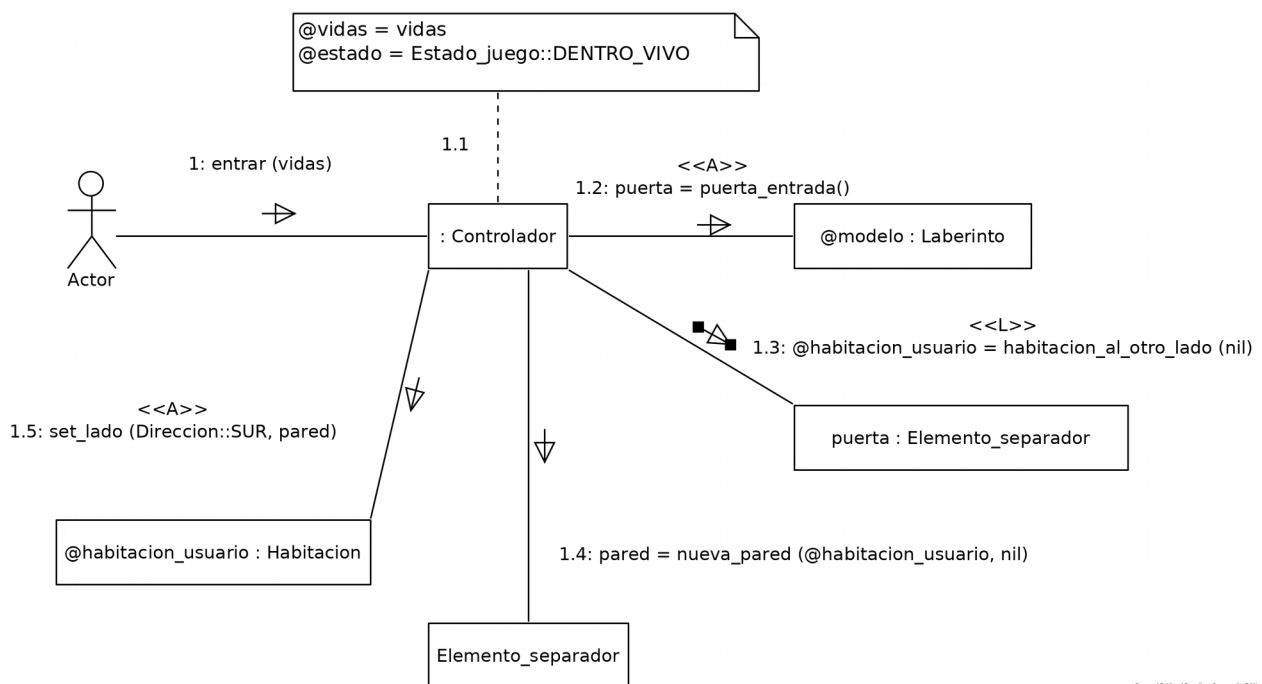 @vidas = vidas
@estado = Estado_juego::DENTRO_VIVO
1.1
1: entrar (vidas)
<<A>>
1.2: puerta = puerta_entrada()
: Controlador
@modelo : Laberinto
Actor
<<L>>
1.3: @habitacion_usuario = habitacion_al_otro_lado (nil)
<<A>>
1.5: set_lado (Direccion::SUR, pared)
puerta : Elemento_separador
@habitacion_usuario : Habitacion
1.4: pared = nueva_pared (@habitacion_usuario, nil)
Elemento_separador